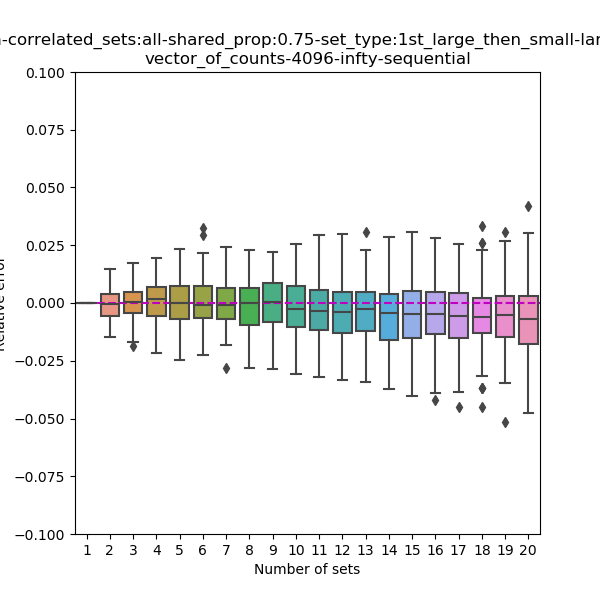 -correlated_sets:all-shared_prop:0.75-set_type:1st_large_then_small-lar
vector_of_counts-4096-infty-sequential
0.100
0.075
0.050
0.025
0.000
−0.025
−0.050
−0.075
−0.100
Relative error
1 2 3 4 5 6 7 8 9 10 11 12 13 14 15 16 17 18 19 20
Number of sets